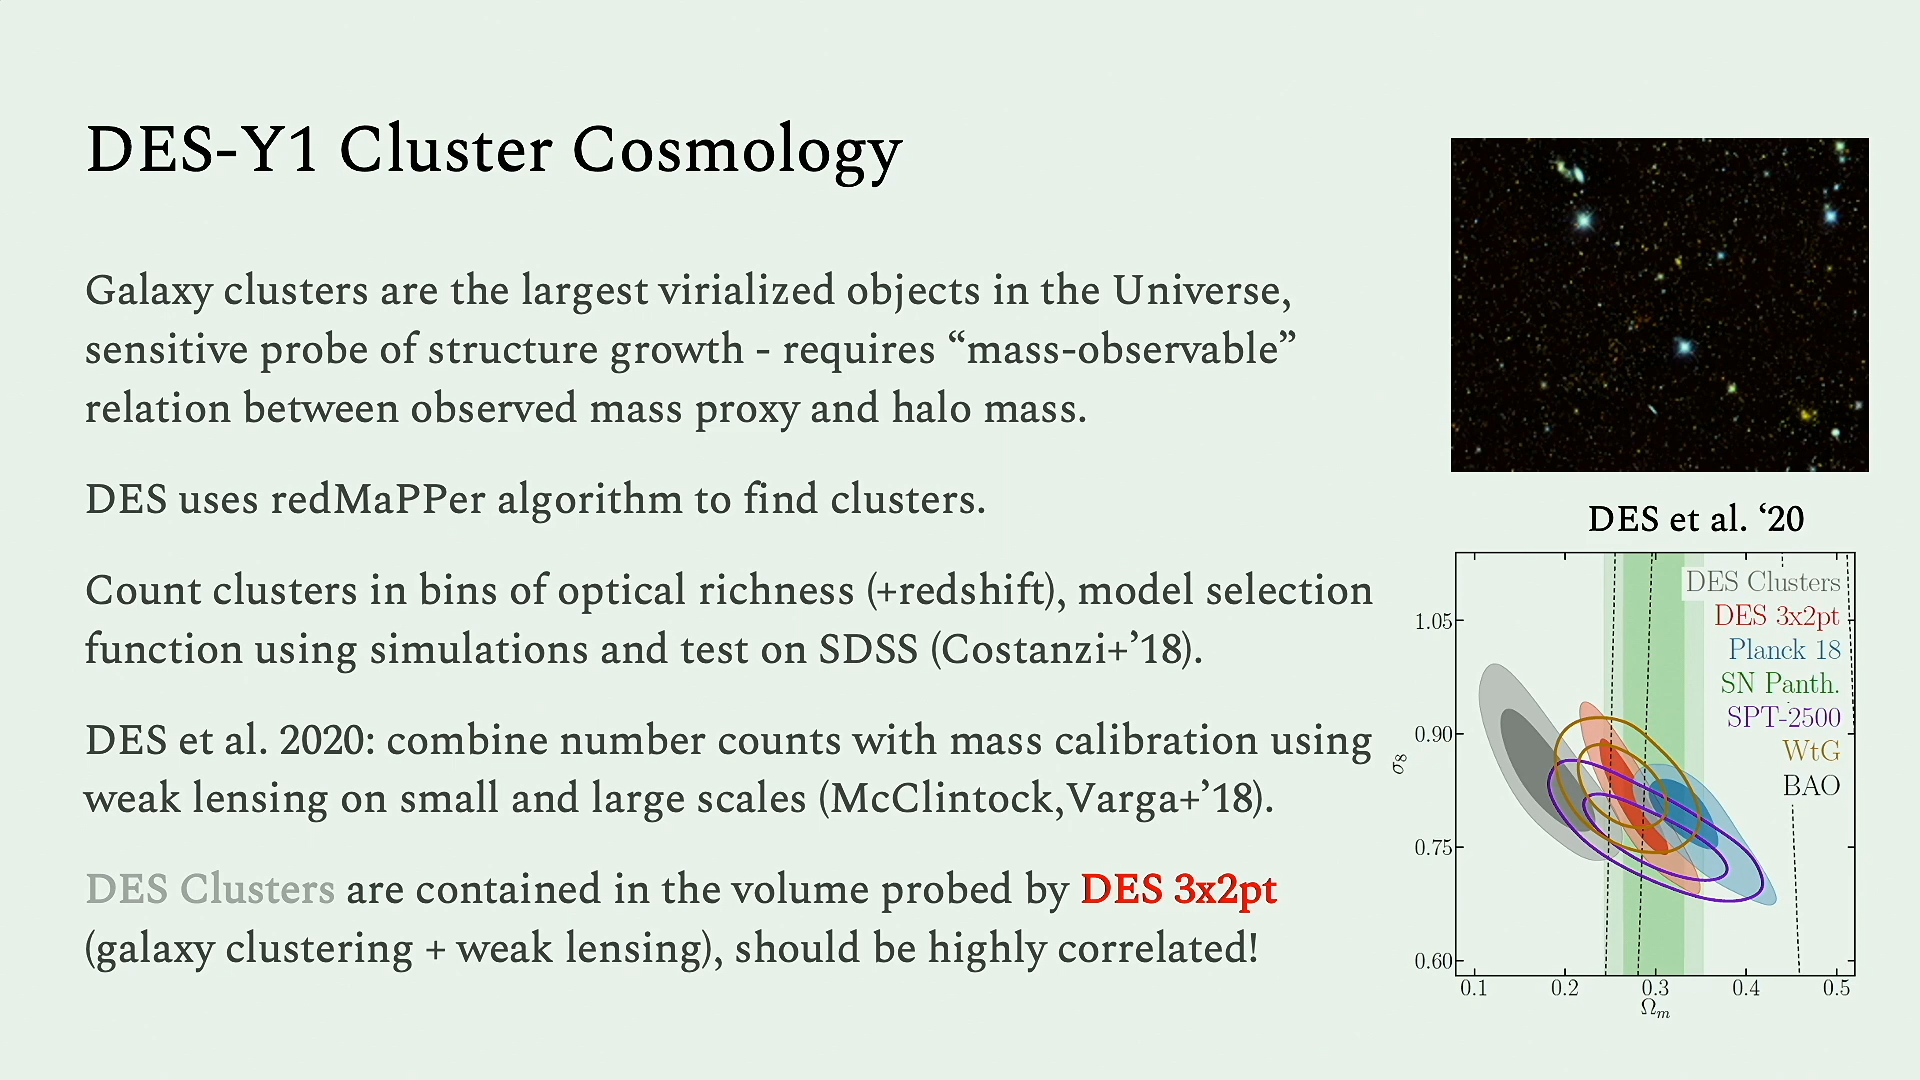 DES-Y1 Cluster Cosmology
Galaxy clusters are the largest virialized objects in the Universe,
sensitive probe of structure growth - requires “mass-observable”
relation between observed mass proxy and halo mass.
DES uses redMaPPer algorithm to find clusters.
Count clusters in bins of optical richness (+redshift), model selection
function using simulations and test on SDSS (Costanzi+’18).
DES et al. 2020: combine number counts with mass calibration using
weak lensing on small and large scales (McClintock,Varga+’18).
DES Clusters are contained in the volume probed by DES 3x2pt
(galaxy clustering + weak lensing), should be highly correlated!
DES et al. ‘20
DES Clusters
DES 3x2pt
Planck 18
SN Panth.
SPT-2500
WtG
BAO
1.05
0.90
0.75
0.60
σ8
0.1 0.2 0.3 0.4 0.5
Ωm